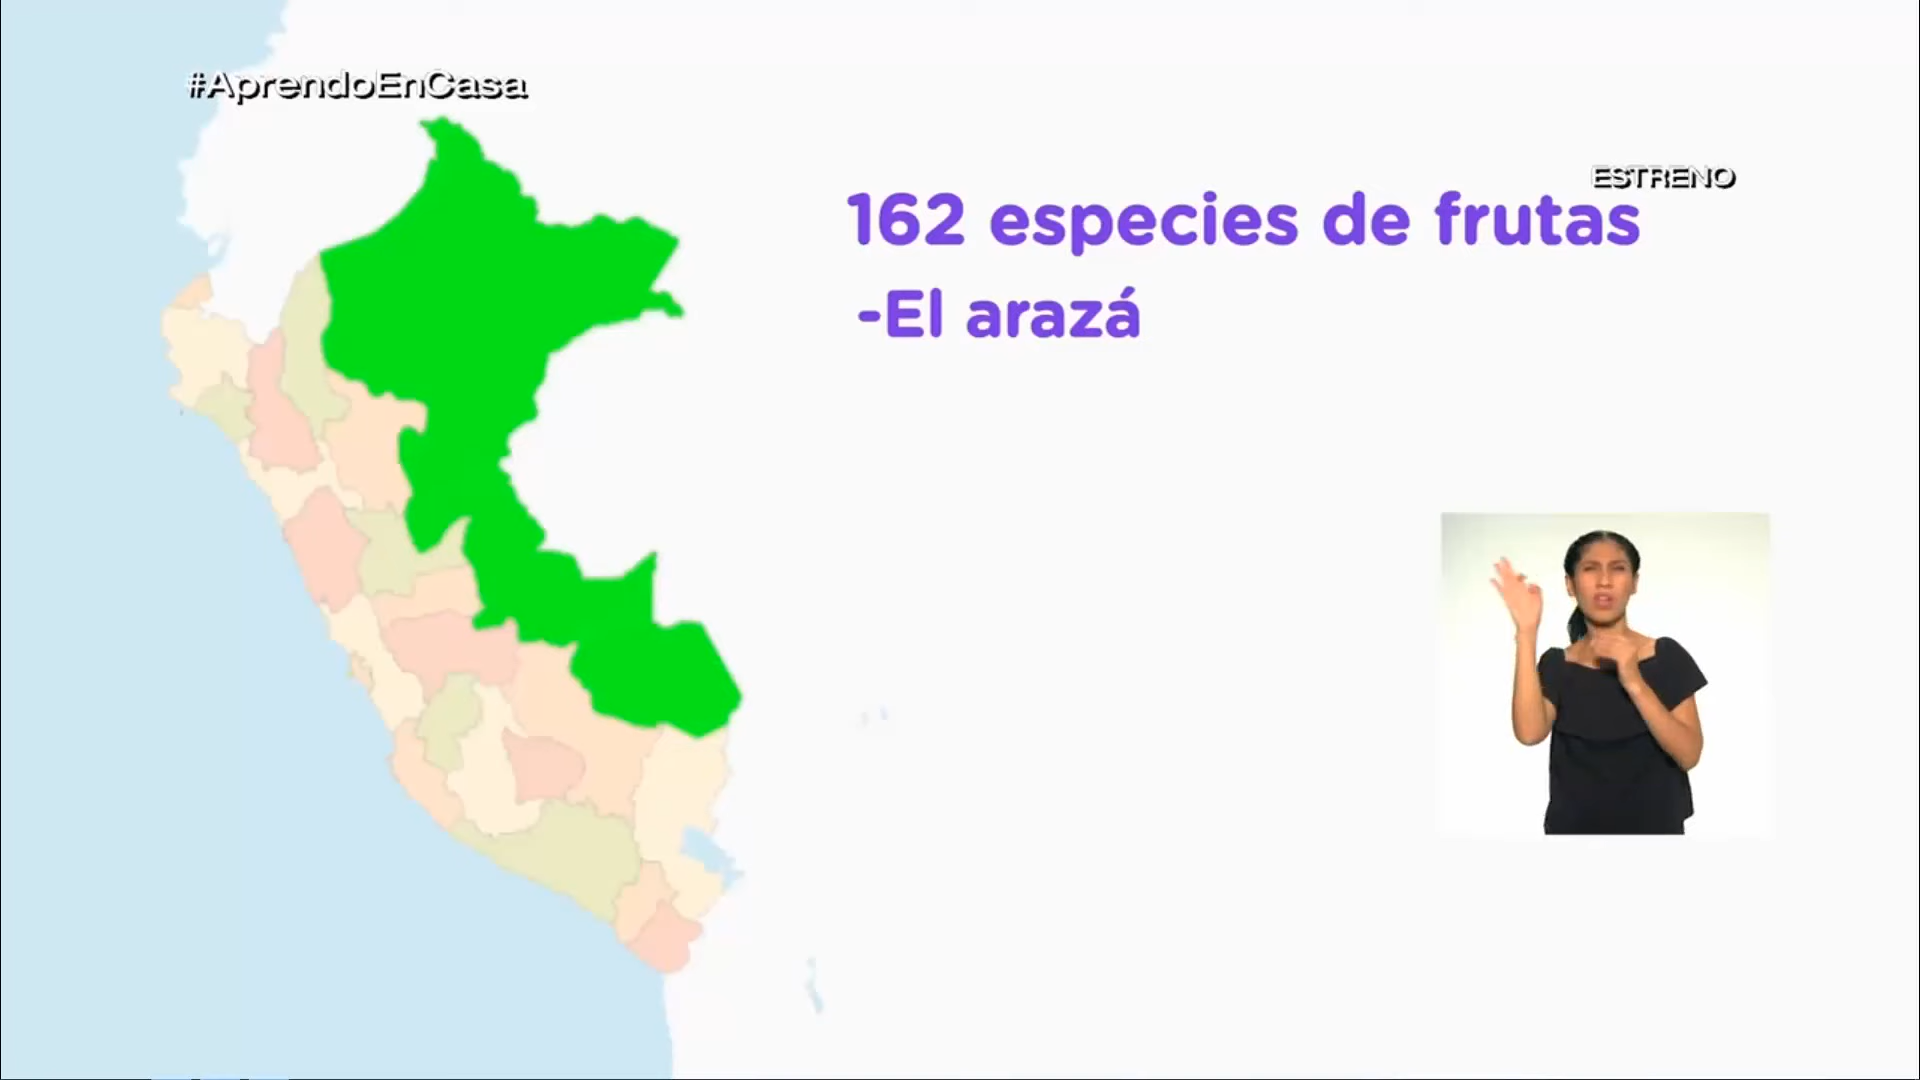 #AprendoEnCasa
ESTRENO
162 especies de frutas
-El arazá